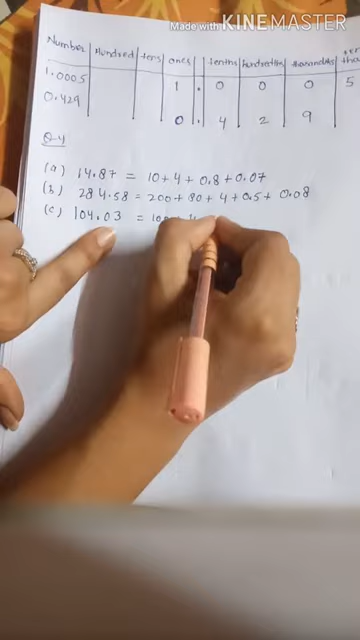 Made with KINEMASTER
Number Hundred tens ones . tenths hundredths thousandths
1.0005 1 . 0 0 0 5
0.429 0 . 4 2 9
Q-4
(a) 14.87 = 10 + 4 + 0.8 + 0.07
(b) 284.58 = 200 + 80 + 4 + 0.5 + 0.08
(c) 104.03 = 100